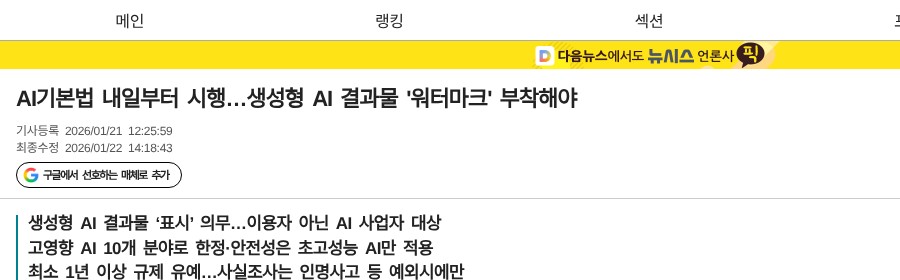 메인 랭킹 섹션
다음뉴스에서도 뉴시스 언론사 픽
AI기본법 내일부터 시행…생성형 AI 결과물 '워터마크' 부착해야
기사등록 2026/01/21 12:25:59
최종수정 2026/01/22 14:18:43
구글에서 선호하는 매체로 추가
생성형 AI 결과물 ‘표시’ 의무…이용자 아닌 AI 사업자 대상
고영향 AI 10개 분야로 한정·안전성은 초고성능 AI만 적용
최소 1년 이상 규제 유예…사실조사는 인명사고 등 예외시에만